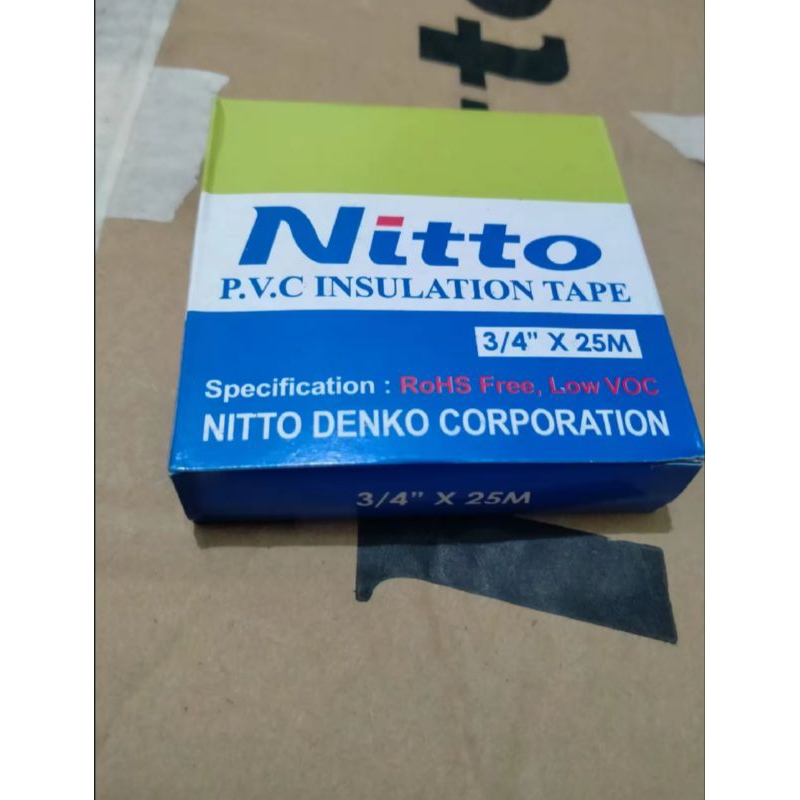 Nitto
P.V.C INSULATION TAPE
3/4" X 25M
Specification : RoHS Free, Low VOC
NITTO DENKO CORPORATION
3/4" X 25M